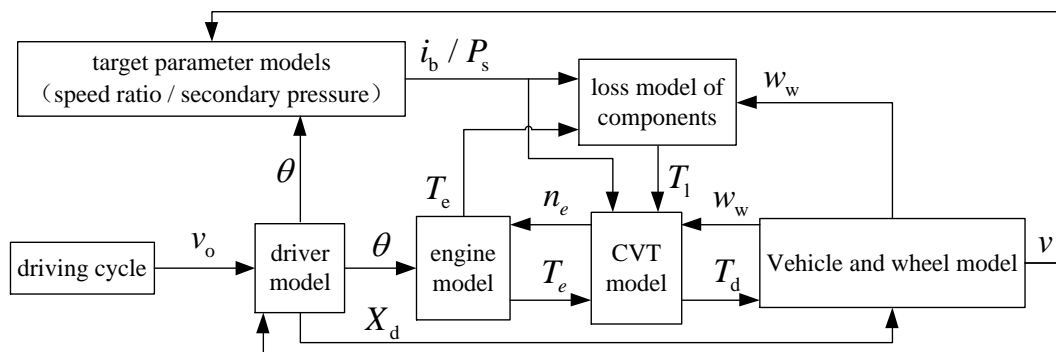 target parameter models
（speed ratio / secondary pressure）
i_b / P_s
loss model of
components
w_w
θ
T_e
T_l
n_e
w_w
v_o
θ
driving cycle
driver
model
engine
model
CVT
model
Vehicle and wheel model
v
T_e
T_d
X_d